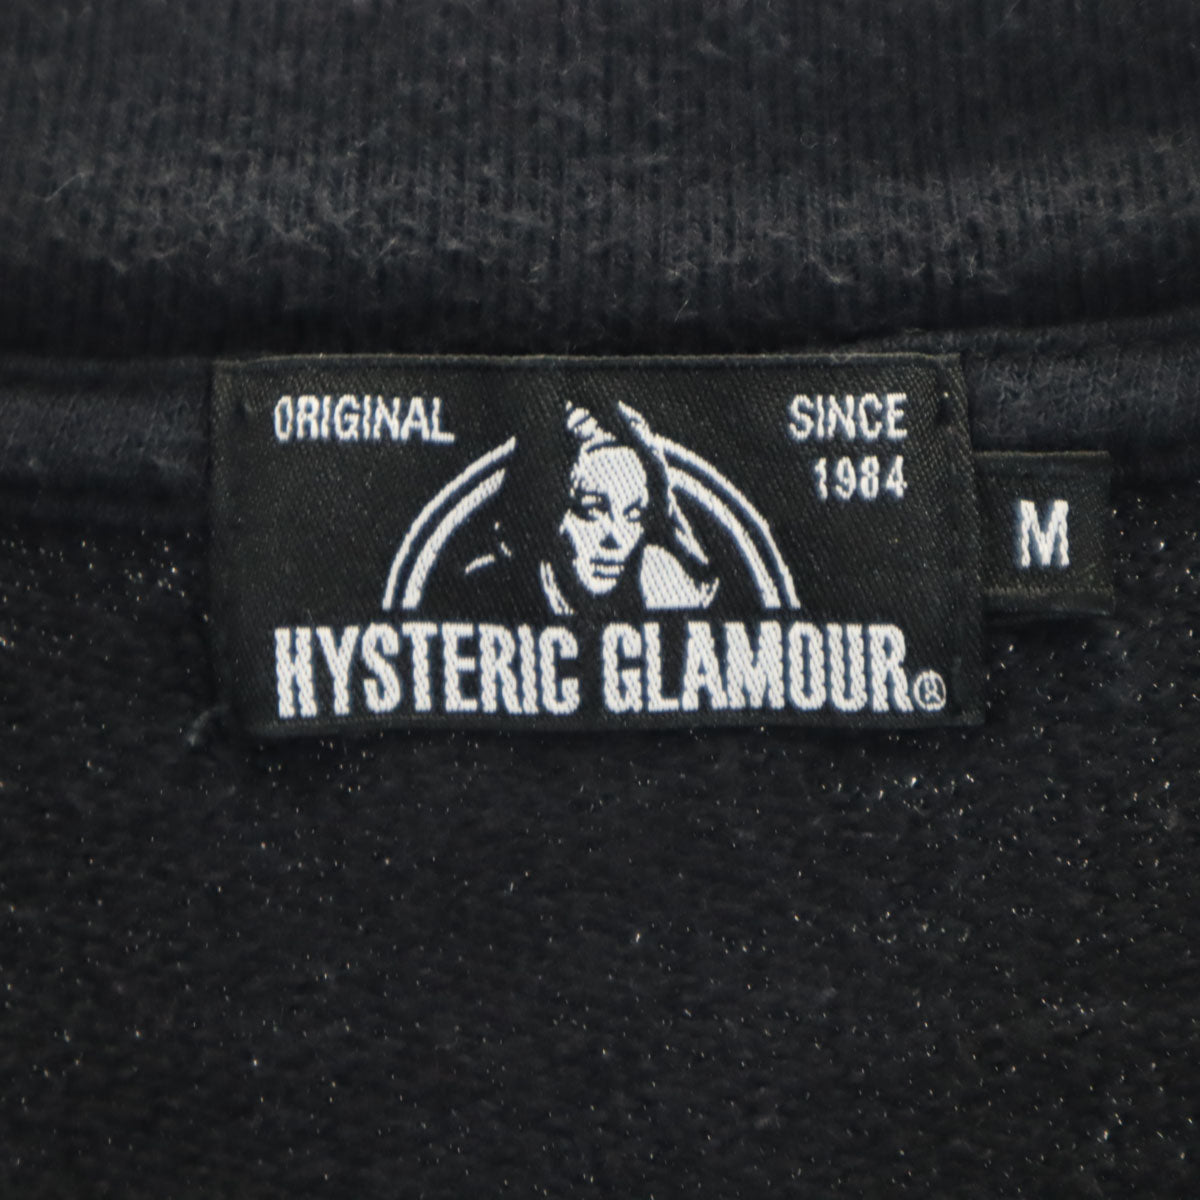 ORIGINAL
SINCE
1984
M
HYSTERIC GLAMOUR®